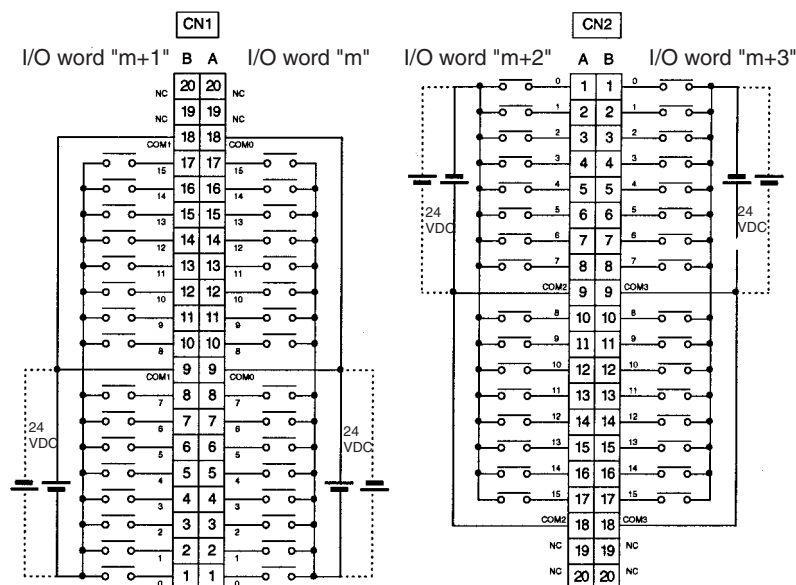 CN1
I/O word "m+1" B A I/O word "m"
NC 20 20 NC
NC 19 19 NC
COM1 18 18 COM0
15 17 17 15
14 16 16 14
13 15 15 13
12 14 14 12
11 13 13 11
10 12 12 10
9 11 11 9
8 10 10 8
COM1 9 9 COM0
7 8 8 7
6 7 7 6
5 6 6 5
4 5 5 4
3 4 4 3
2 3 3 2
1 2 2 1
0 1 1 0
24
VDC
24
VDC
CN2
I/O word "m+2" A B I/O word "m+3"
0 1 1 0
1 2 2 1
2 3 3 2
3 4 4 3
4 5 5 4
5 6 6 5
6 7 7 6
7 8 8 7
COM2 9 9 COM3
8 10 10 8
9 11 11 9
10 12 12 10
11 13 13 11
12 14 14 12
13 15 15 13
14 16 16 14
15 17 17 15
COM2 18 18 COM3
NC 19 19 NC
NC 20 20 NC
24
VDC
24
VDC